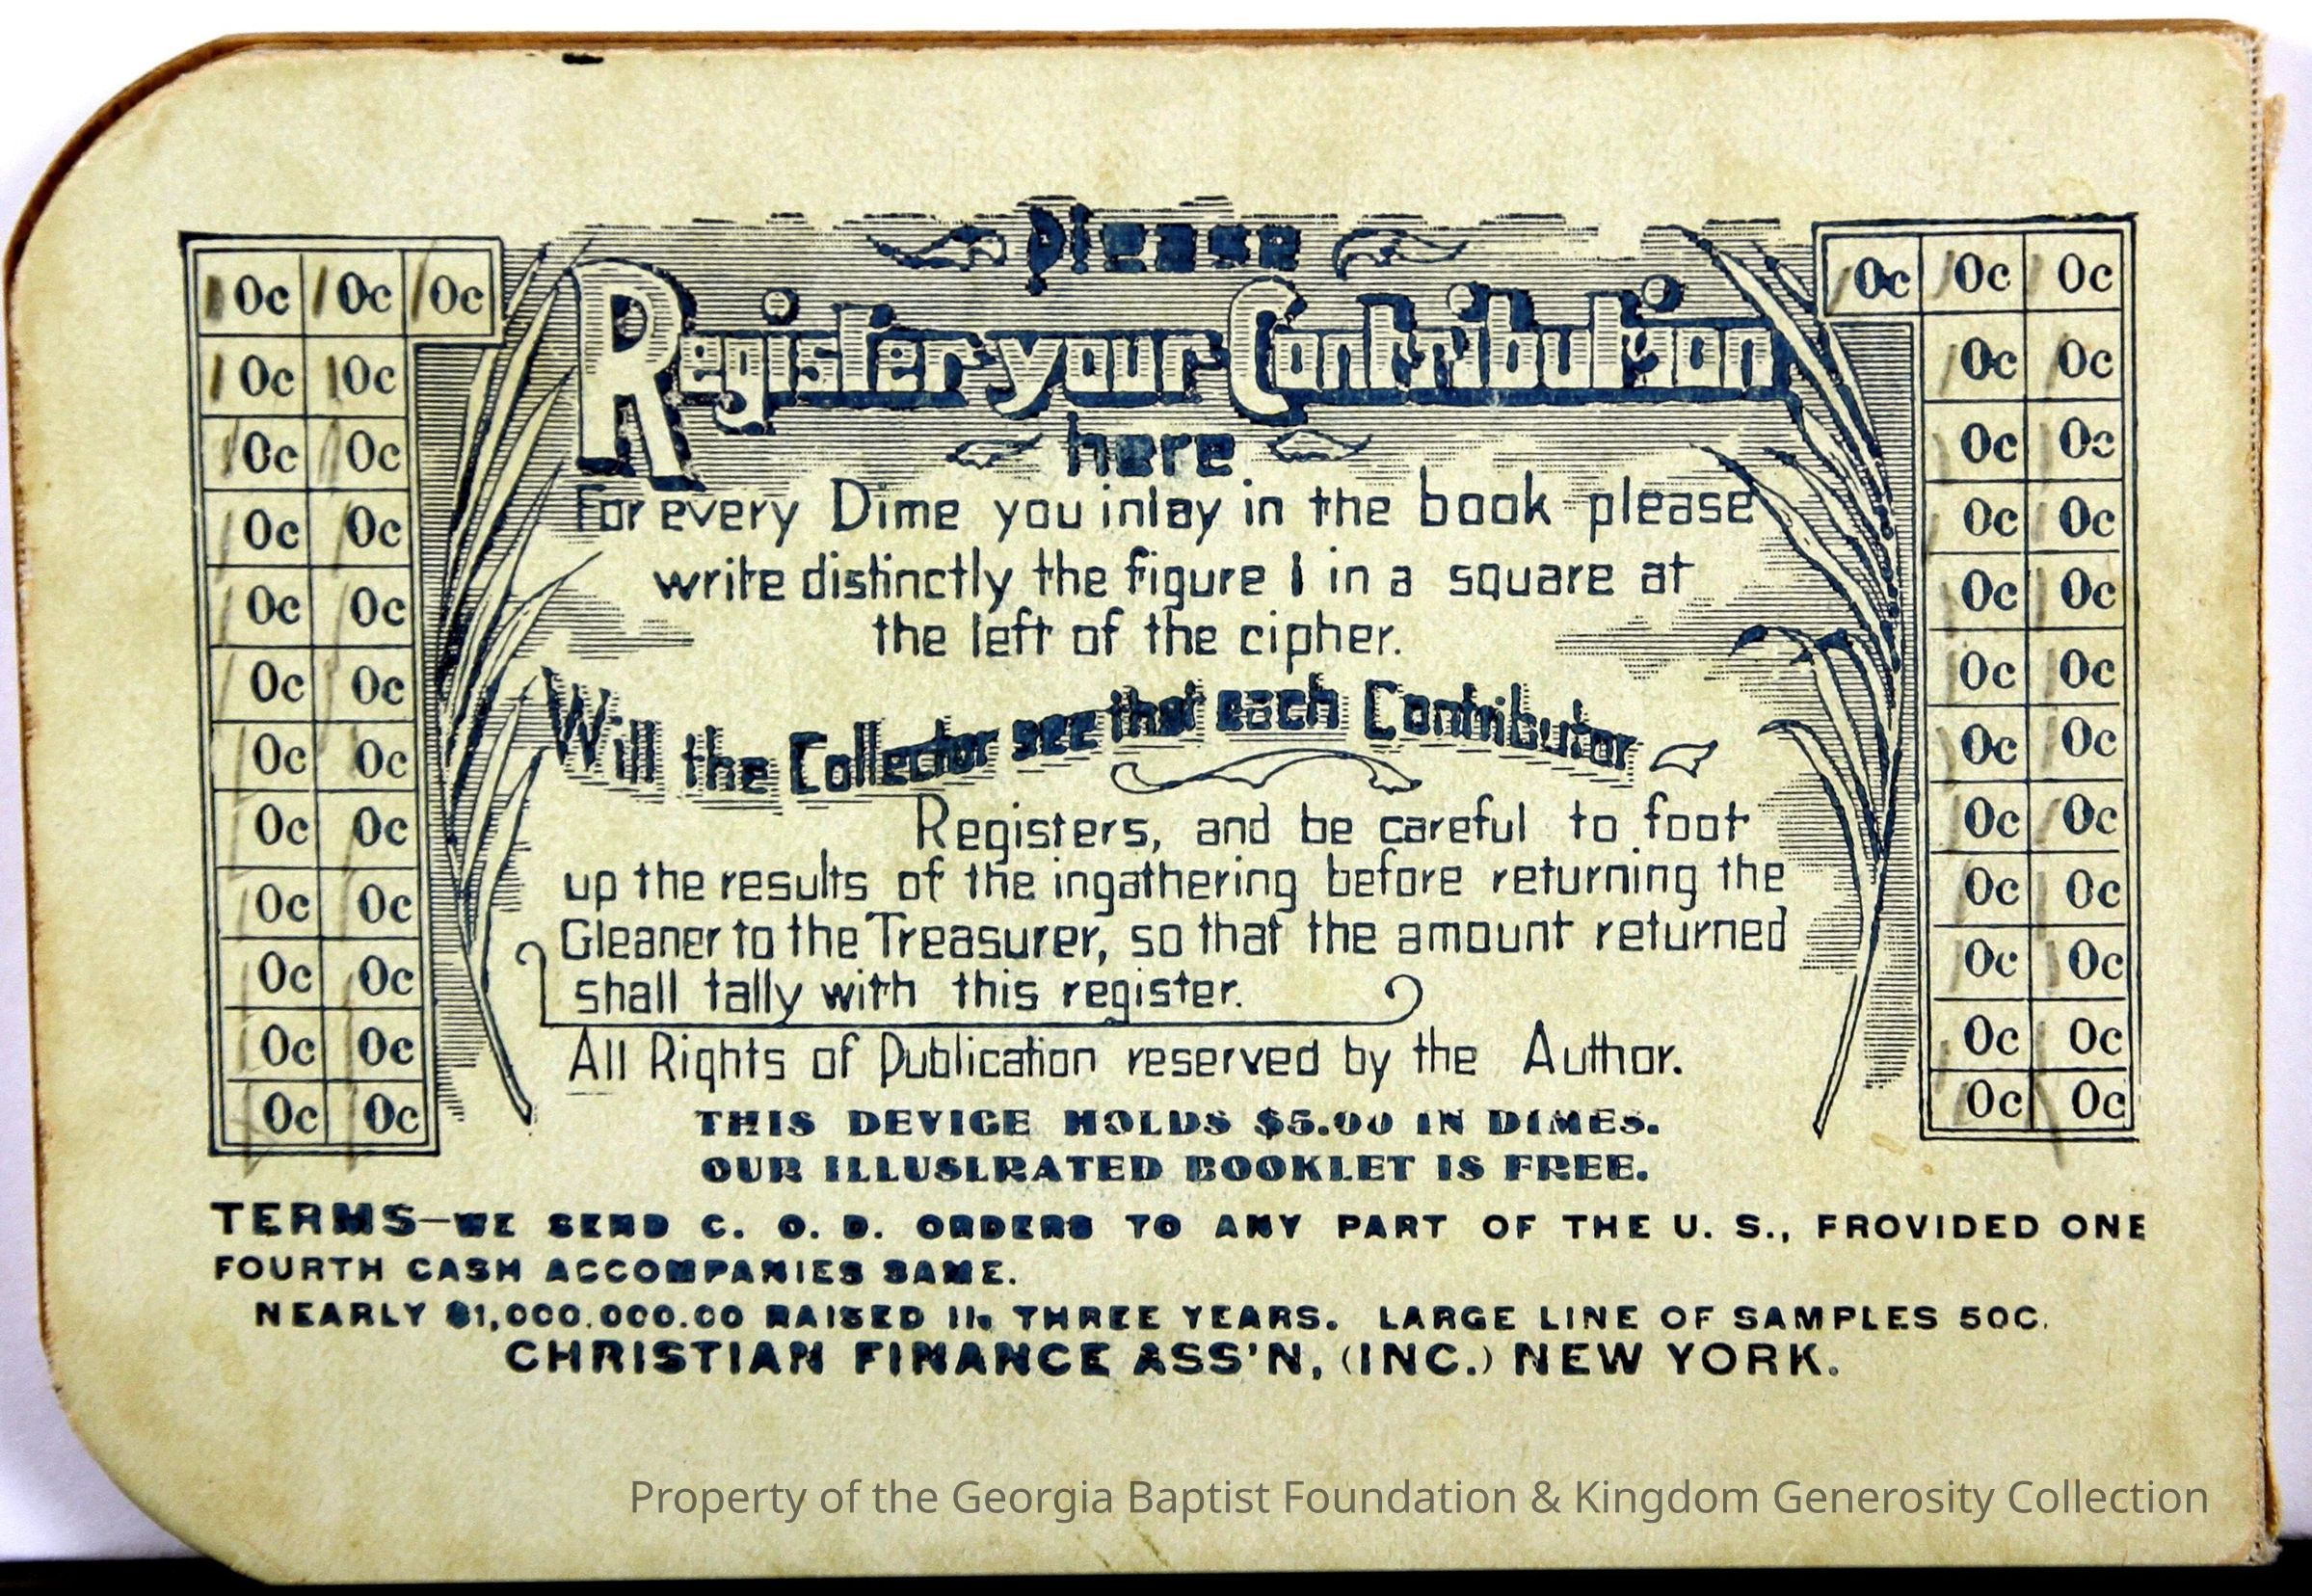 10c 10c 10c
10c 10c
10c 10c
10c 10c
10c 10c
10c 10c
10c 10c
10c 10c
10c 10c
10c 10c
10c 10c
10c 10c
please
Register your Contribution
here
For every Dime you inlay in the book please
write distinctly the figure 1 in a square at
the left of the cipher.
Will the Collector see that each Contributor
Registers, and be careful to foot
up the results of the ingathering before returning the
Gleaner to the Treasurer, so that the amount returned
shall tally with this register.
All Rights of Publication reserved by the Author.
THIS DEVICE HOLDS $5.00 IN DIMES.
OUR ILLUSLRATED BOOKLET IS FREE.
10c 10c 10c
10c 10c
10c 10c
10c 10c
10c 10c
10c 10c
10c 10c
10c 10c
10c 10c
10c 10c
10c 10c
10c 10c
TERMS—WE SEND C. O. D. ORDERS TO ANY PART OF THE U. S., FROVIDED ONE
FOURTH CASH ACCOMPANIES SAME.
NEARLY $1,000.000.00 RAISED IN THREE YEARS. LARGE LINE OF SAMPLES 50C.
CHRISTIAN FINANCE ASS'N, (INC.) NEW YORK.
Property of the Georgia Baptist Foundation & Kingdom Generosity Collection